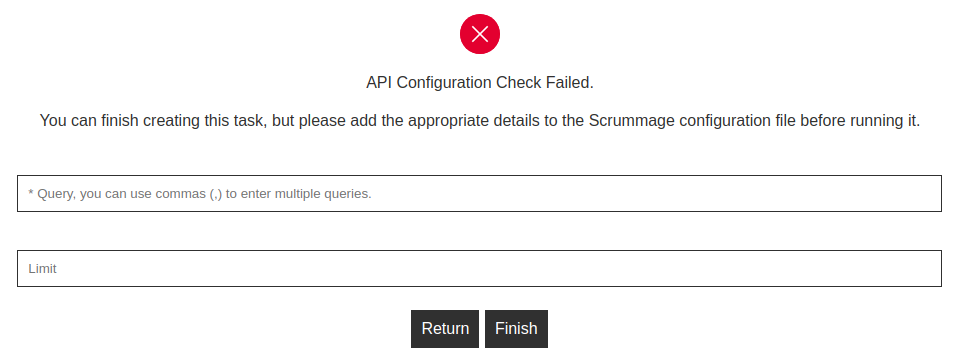 API Configuration Check Failed.
You can finish creating this task, but please add the appropriate details to the Scrummage configuration file before running it.
* Query, you can use commas (,) to enter multiple queries.
Limit
Return Finish